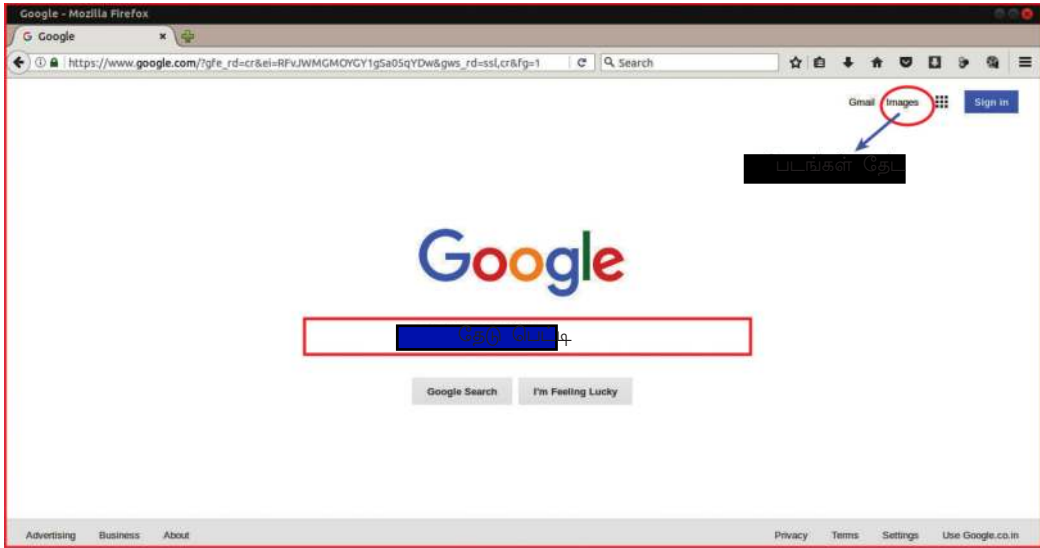 Google - Mozilla Firefox
G Google
https://www.google.com/?gfe_rd=cr&ei=RFvJWMGMOYGY1gSa05qYDw&gws_rd=ssl,cr&fg=1
Search
Gmail Images Sign in
படங்கள் தேட
Google
தேடு பெட்டி
Google Search I'm Feeling Lucky
Advertising Business About Privacy Terms Settings Use Google.co.in